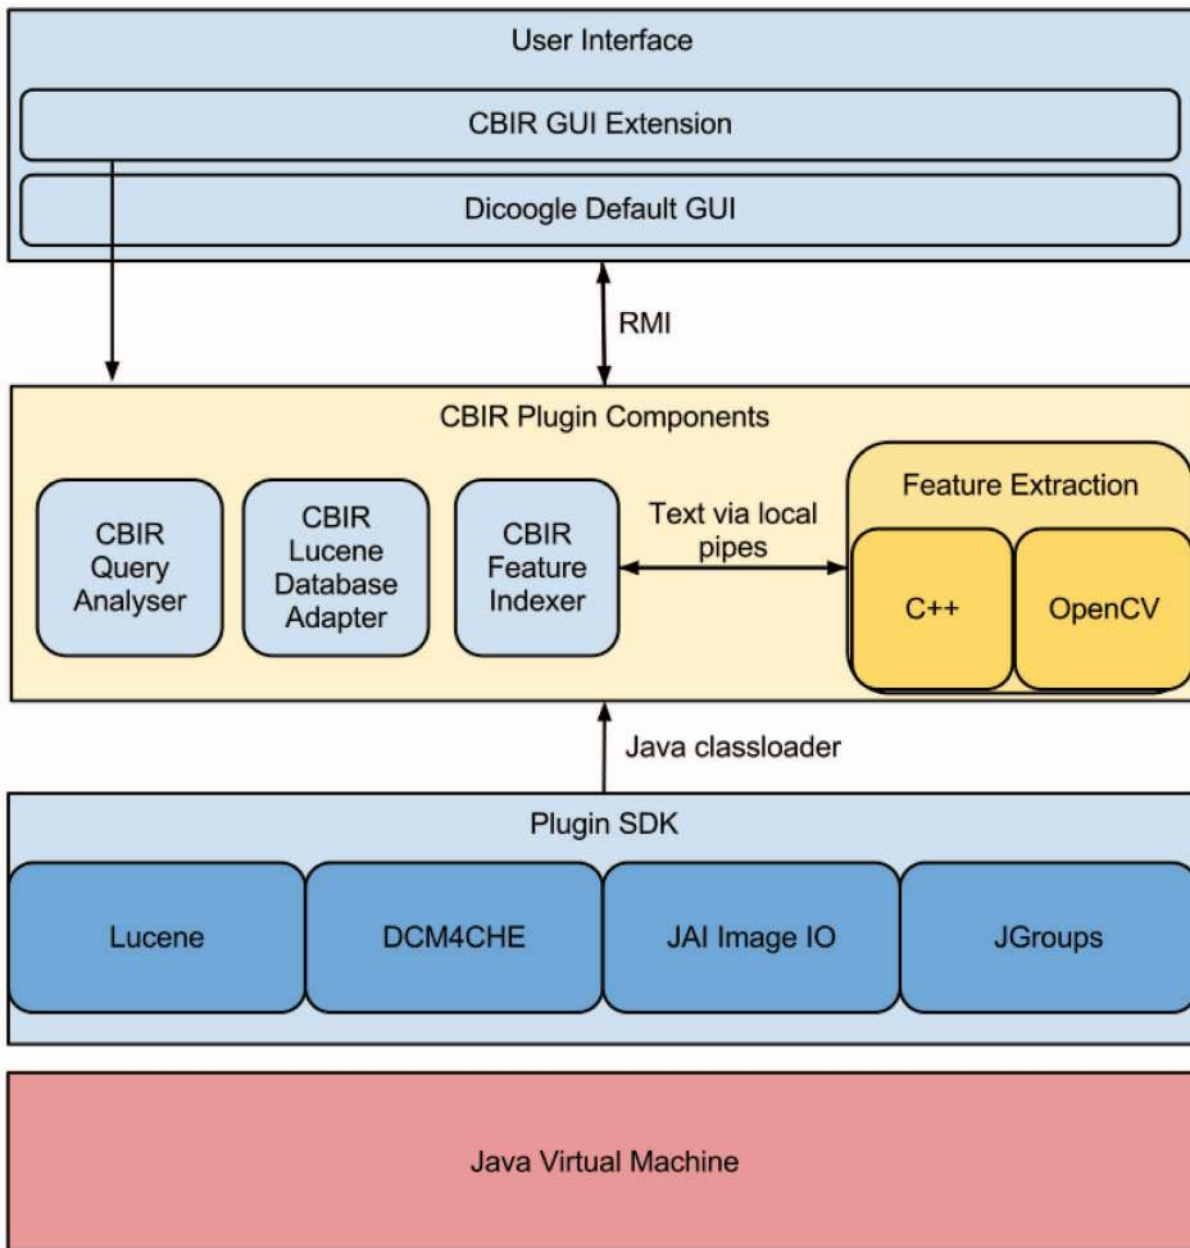 User Interface
CBIR GUI Extension
Dicoogle Default GUI
RMI
CBIR Plugin Components
CBIR
Query
Analyser
CBIR
Lucene
Database
Adapter
CBIR
Feature
Indexer
Text via local
pipes
Feature Extraction
C++
OpenCV
Java classloader
Plugin SDK
Lucene
DCM4CHE
JAI Image IO
JGroups
Java Virtual Machine